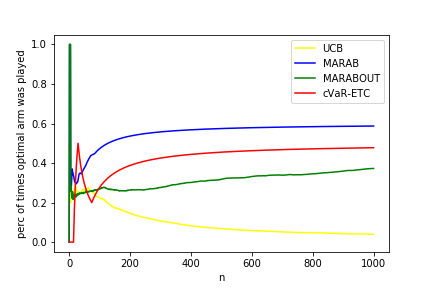 perc of times optimal arm was played
1.0
0.8
0.6
0.4
0.2
0.0
UCB
MARAB
MARABOUT
cVaR-ETC
0 200 400 600 800 1000
n